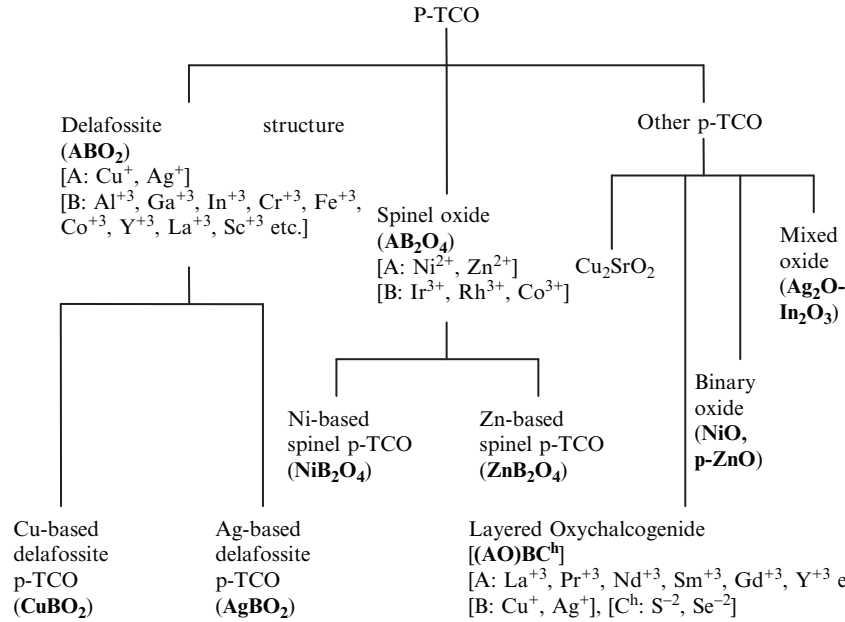 P-TCO
Delafossite structure
(ABO₂)
[A: Cu⁺, Ag⁺]
[B: Al⁺³, Ga⁺³, In⁺³, Cr⁺³, Fe⁺³,
Co⁺³, Y⁺³, La⁺³, Sc⁺³ etc.]
Spinel oxide
(AB₂O₄)
[A: Ni²⁺, Zn²⁺]
[B: Ir³⁺, Rh³⁺, Co³⁺]
Other p-TCO
Cu₂SrO₂
Mixed
oxide
(Ag₂O-
In₂O₃)
Binary
oxide
(NiO,
p-ZnO)
Ni-based
spinel p-TCO
(NiB₂O₄)
Zn-based
spinel p-TCO
(ZnB₂O₄)
Cu-based
delafossite
p-TCO
(CuBO₂)
Ag-based
delafossite
p-TCO
(AgBO₂)
Layered Oxychalcogenide
[(AO)BCʰ]
[A: La⁺³, Pr⁺³, Nd⁺³, Sm⁺³, Gd⁺³, Y⁺³ e
[B: Cu⁺, Ag⁺], [Cʰ: S⁻², Se⁻²]